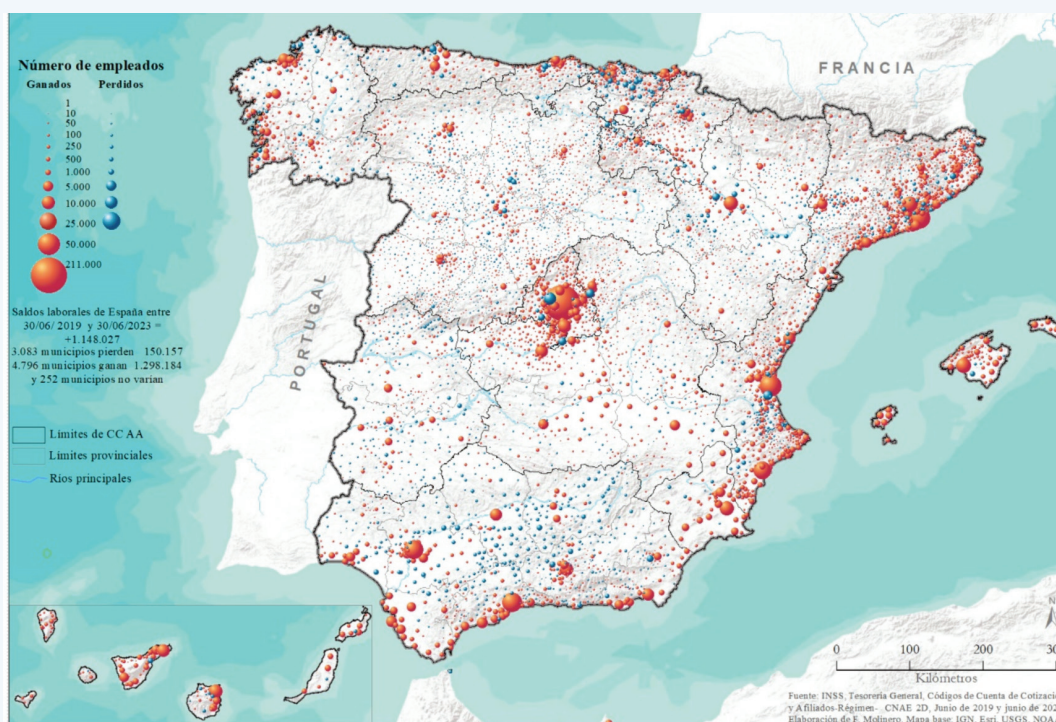 Número de empleados
Ganados Perdidos
1
10
50
100
250
500
1.000
5.000
10.000
25.000
50.000
211.000
Saldos laborales de España entre
30/06/ 2019 y 30/06/2023 =
+1.148.027
3.083 municipios pierden 150.157
4.796 municipios ganan 1.298.184
y 252 municipios no varian
Límites de CC AA
Límites provinciales
Ríos principales
FRANCIA
PORTUGAL
N
0 100 200
Kilómetros
Fuente: INSS, Tesorería General, Códigos de Cuenta de
y Afiliados-Régimen- CNAE 2D, Junio de 2019 y junio de
Elaboración de F. Molinero. Mapa base: IGN, Esri, USGS,